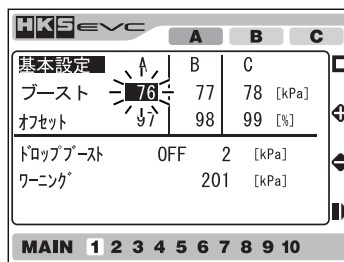 HKS EVC
A B C
基本設定 A B C
ブースト 76 77 78 [kPa]
オフセット 97 98 99 [%]
ドロップブースト OFF 2 [kPa]
ワーニング 201 [kPa]
MAIN 1 2 3 4 5 6 7 8 9 10